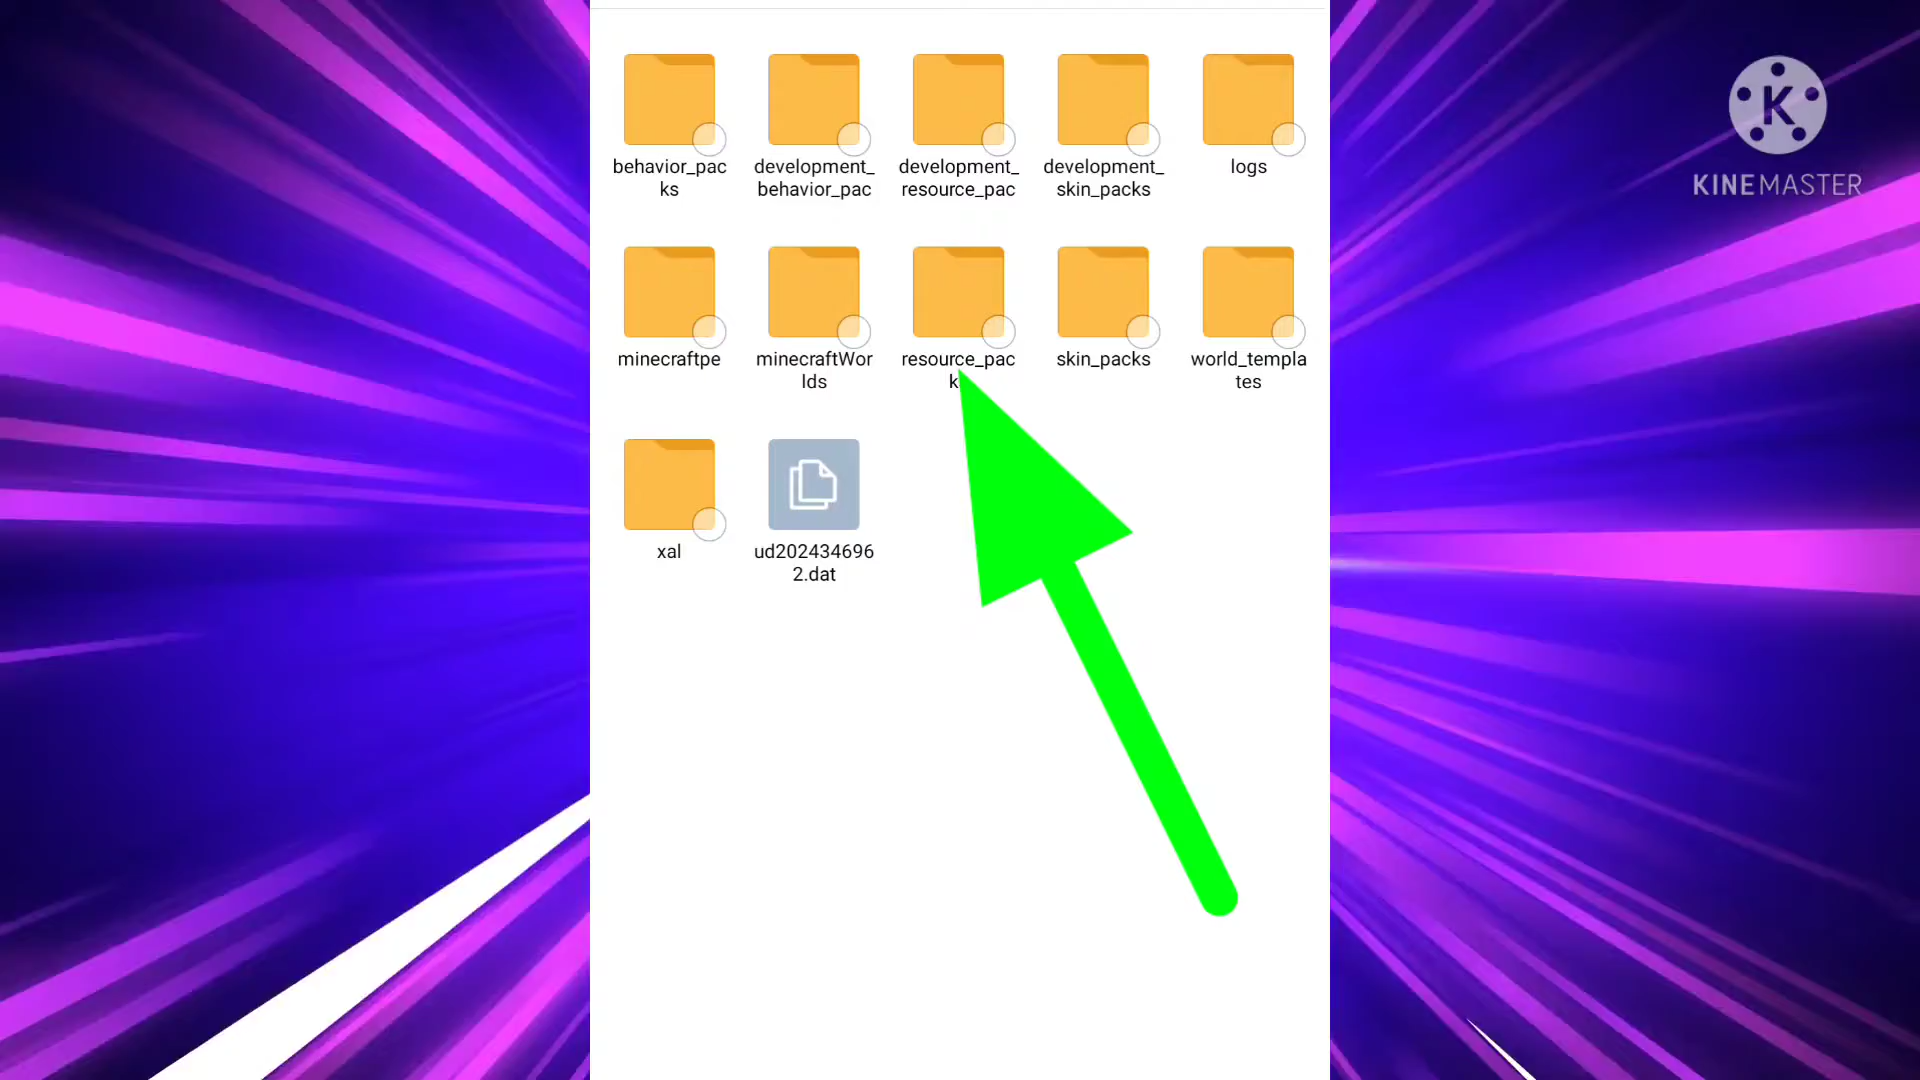 behavior_pac
ks
development_
behavior_pac
development_
resource_pac
development_
skin_packs
logs
minecraftpe
minecraftWor
lds
resource_pac
k
skin_packs
world_templa
tes
xal
ud202434696
2.dat
K
KINEMASTER